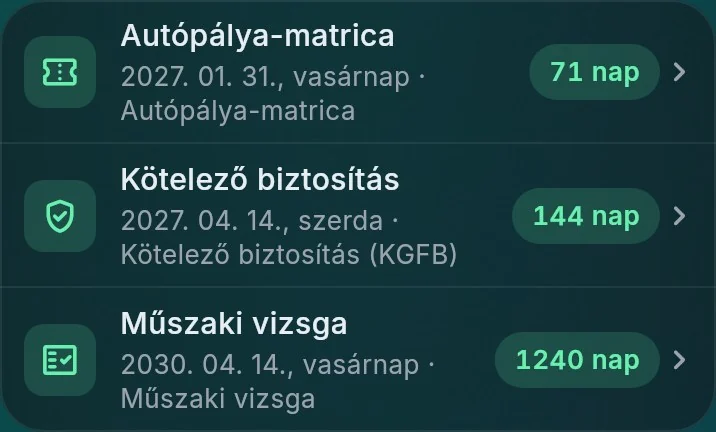 Autópálya-matrica
2027. 01. 31., vasárnap ·
Autópálya-matrica
71 nap
Kötelező biztosítás
2027. 04. 14., szerda ·
Kötelező biztosítás (KGFB)
144 nap
Műszaki vizsga
2030. 04. 14., vasárnap ·
Műszaki vizsga
1240 nap